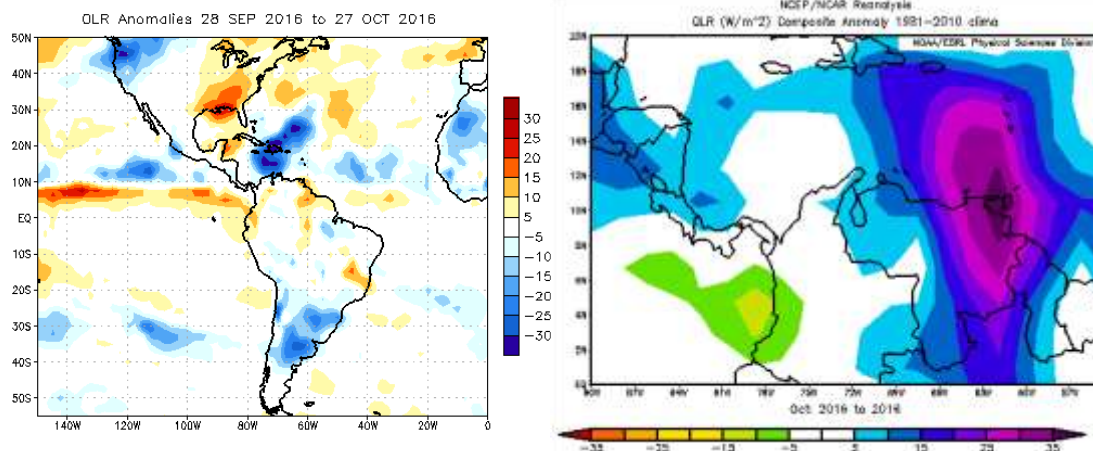 OLR Anomalies 28 SEP 2016 to 27 OCT 2016
50N
40N
30N
20N
10N
EQ
10S
20S
30S
40S
50S
140W 120W 100W 80W 60W 40W 20W 0
30
25
20
15
10
5
-5
-10
-15
-20
-25
-30
NCEP/NCAR Reanalysis
OLR (W/m^2) Composite Anomaly 1981-2010 climo
NOAA/ESRL Physical Sciences Division
Oct: 2016 to 2016
-35 -25 -15 -5 5 15 25 35